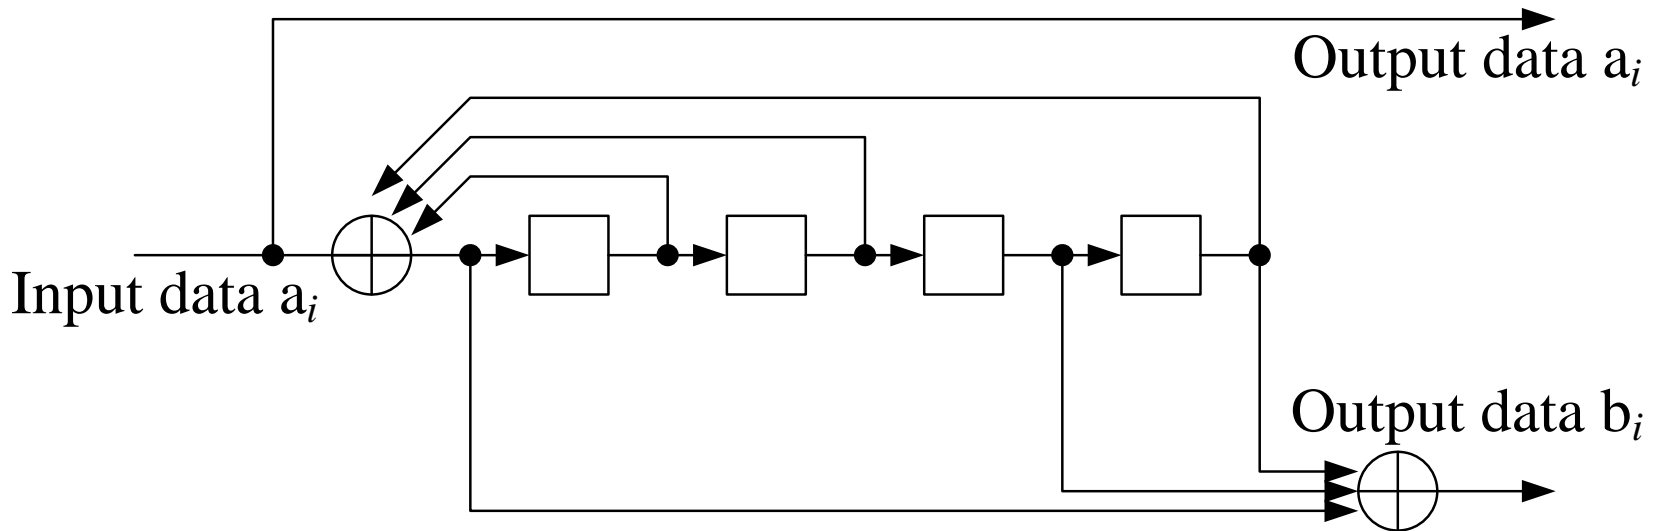 Output data aᵢ
Input data aᵢ
Output data bᵢ